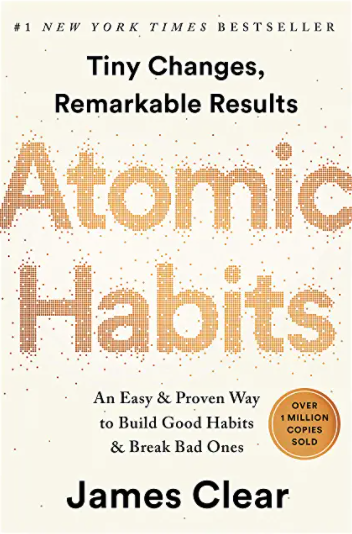 #1 NEW YORK TIMES BESTSELLER
Tiny Changes,
Remarkable Results
Atomic
Habits
An Easy & Proven Way
to Build Good Habits
& Break Bad Ones
OVER
1 MILLION
COPIES
SOLD
James Clear